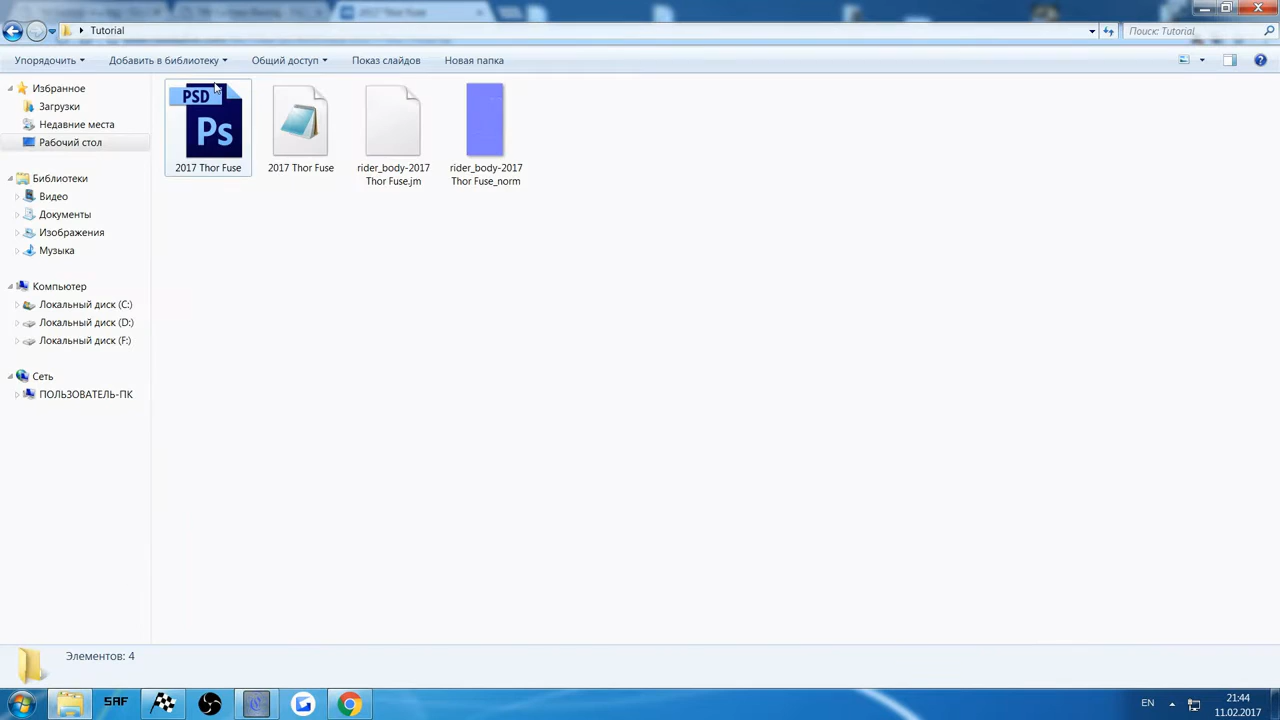 2017 Thor Fuse
Tutorial
Поиск: Tutorial
Упорядочить
Добавить в библиотеку
Общий доступ
Показ слайдов
Новая папка
Избранное
Загрузки
Недавние места
Рабочий стол
Библиотеки
Видео
Документы
Изображения
Музыка
Компьютер
Локальный диск (C:)
Локальный диск (D:)
Локальный диск (F:)
Сеть
ПОЛЬЗОВАТЕЛЬ-ПК
PSD
Ps
2017 Thor Fuse
2017 Thor Fuse
rider_body-2017
Thor Fuse.jm
rider_body-2017
Thor Fuse_norm
Элементов: 4
SAF
EN
21:44
11.02.2017